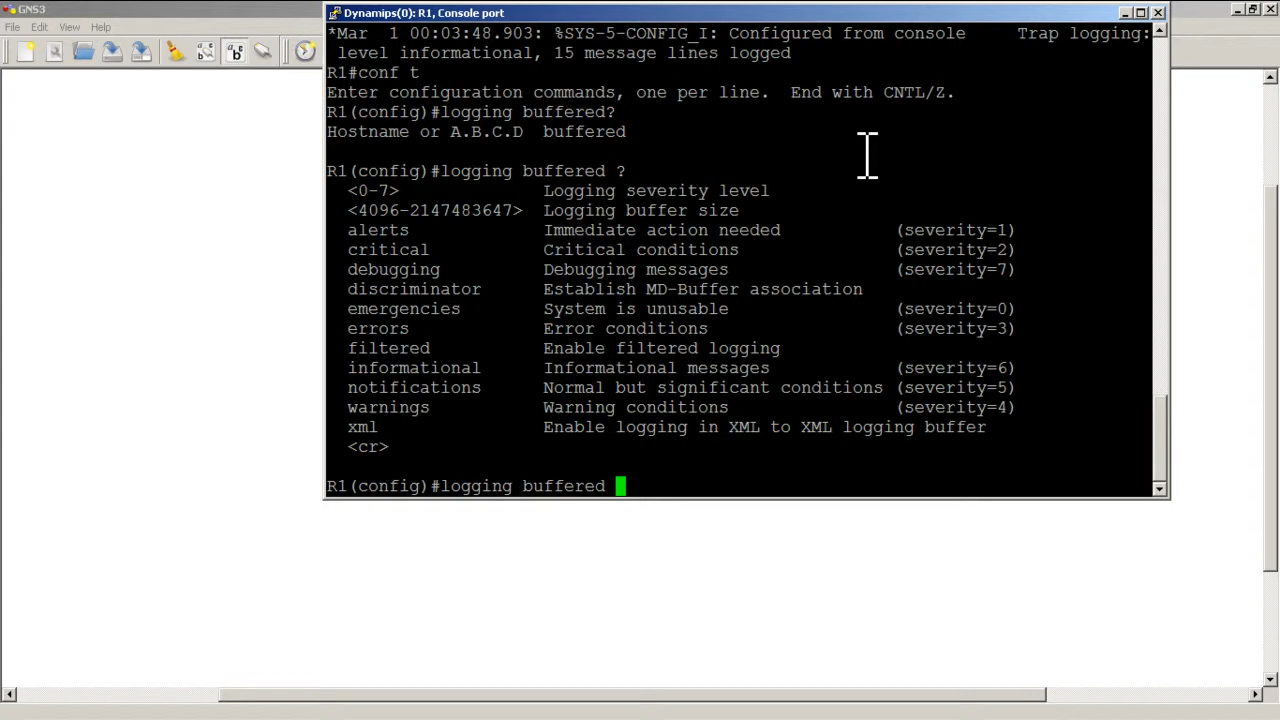 GNS3
File Edit View Help
Dynamips(0): R1, Console port
*Mar  1 00:03:48.903: %SYS-5-CONFIG_I: Configured from console     Trap logging:
 level informational, 15 message lines logged
R1#conf t
Enter configuration commands, one per line.  End with CNTL/Z.
R1(config)#logging buffered?
Hostname or A.B.C.D  buffered
R1(config)#logging buffered ?
  <0-7>              Logging severity level
  <4096-2147483647>  Logging buffer size
  alerts             Immediate action needed           (severity=1)
  critical           Critical conditions               (severity=2)
  debugging          Debugging messages                (severity=7)
  discriminator      Establish MD-Buffer association
  emergencies        System is unusable                (severity=0)
  errors             Error conditions                  (severity=3)
  filtered           Enable filtered logging
  informational      Informational messages            (severity=6)
  notifications      Normal but significant conditions (severity=5)
  warnings           Warning conditions                (severity=4)
  xml                Enable logging in XML to XML logging buffer
  <cr>
R1(config)#logging buffered